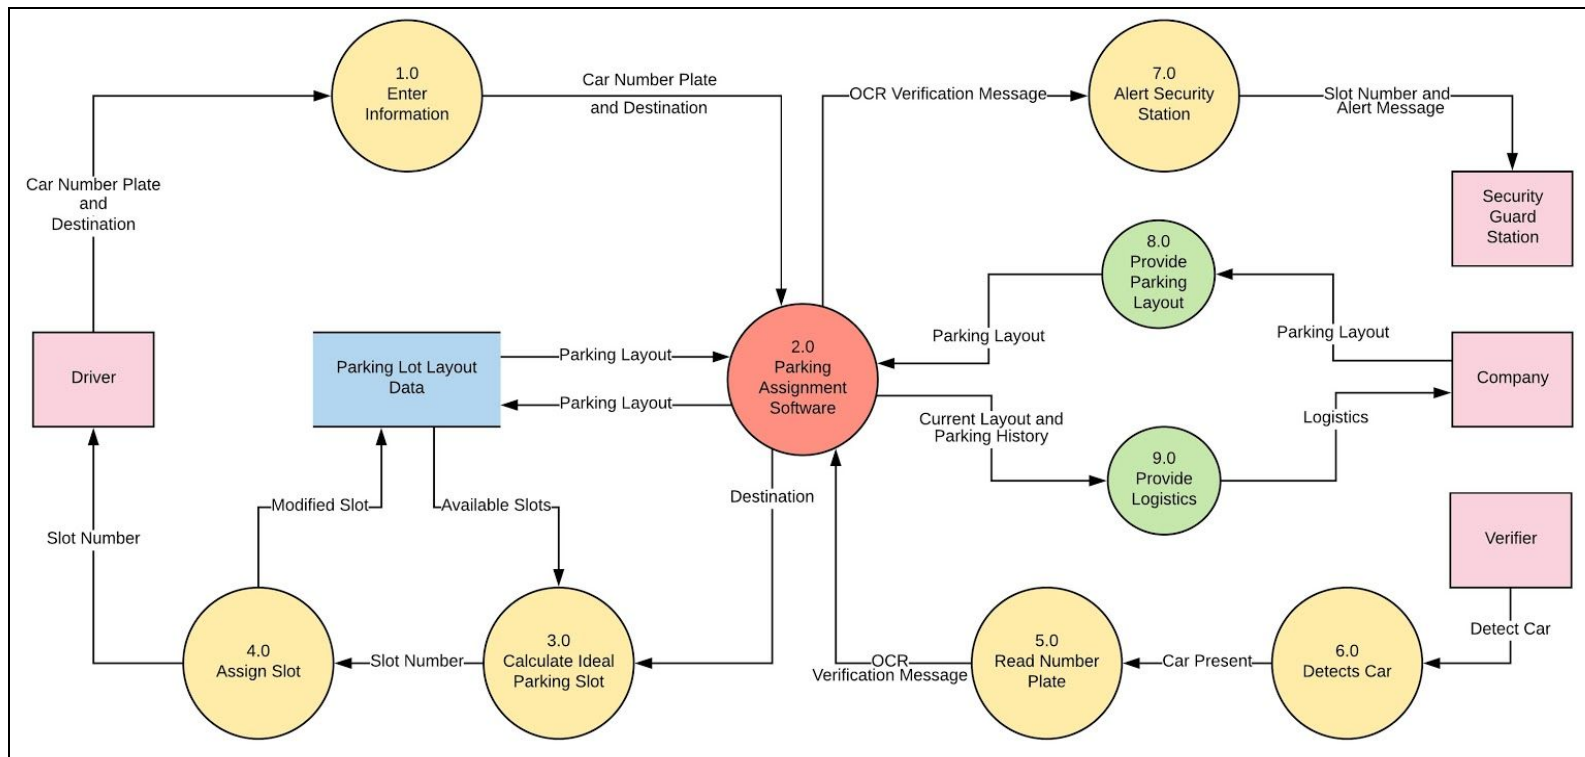 1.0
Enter
Information
Car Number Plate
and Destination
OCR Verification Message
7.0
Alert Security
Station
Slot Number and
Alert Message
Car Number Plate
and
Destination
Security
Guard
Station
8.0
Provide
Parking
Layout
Driver
Parking Lot Layout
Data
Parking Layout
Parking Layout
2.0
Parking
Assignment
Software
Parking Layout
Parking Layout
Company
Current Layout and
Parking History
Logistics
9.0
Provide
Logistics
Destination
Modified Slot
Available Slots
Slot Number
Verifier
4.0
Assign Slot
Slot Number
3.0
Calculate Ideal
Parking Slot
OCR
Verification Message
5.0
Read Number
Plate
Car Present
6.0
Detects Car
Detect Car